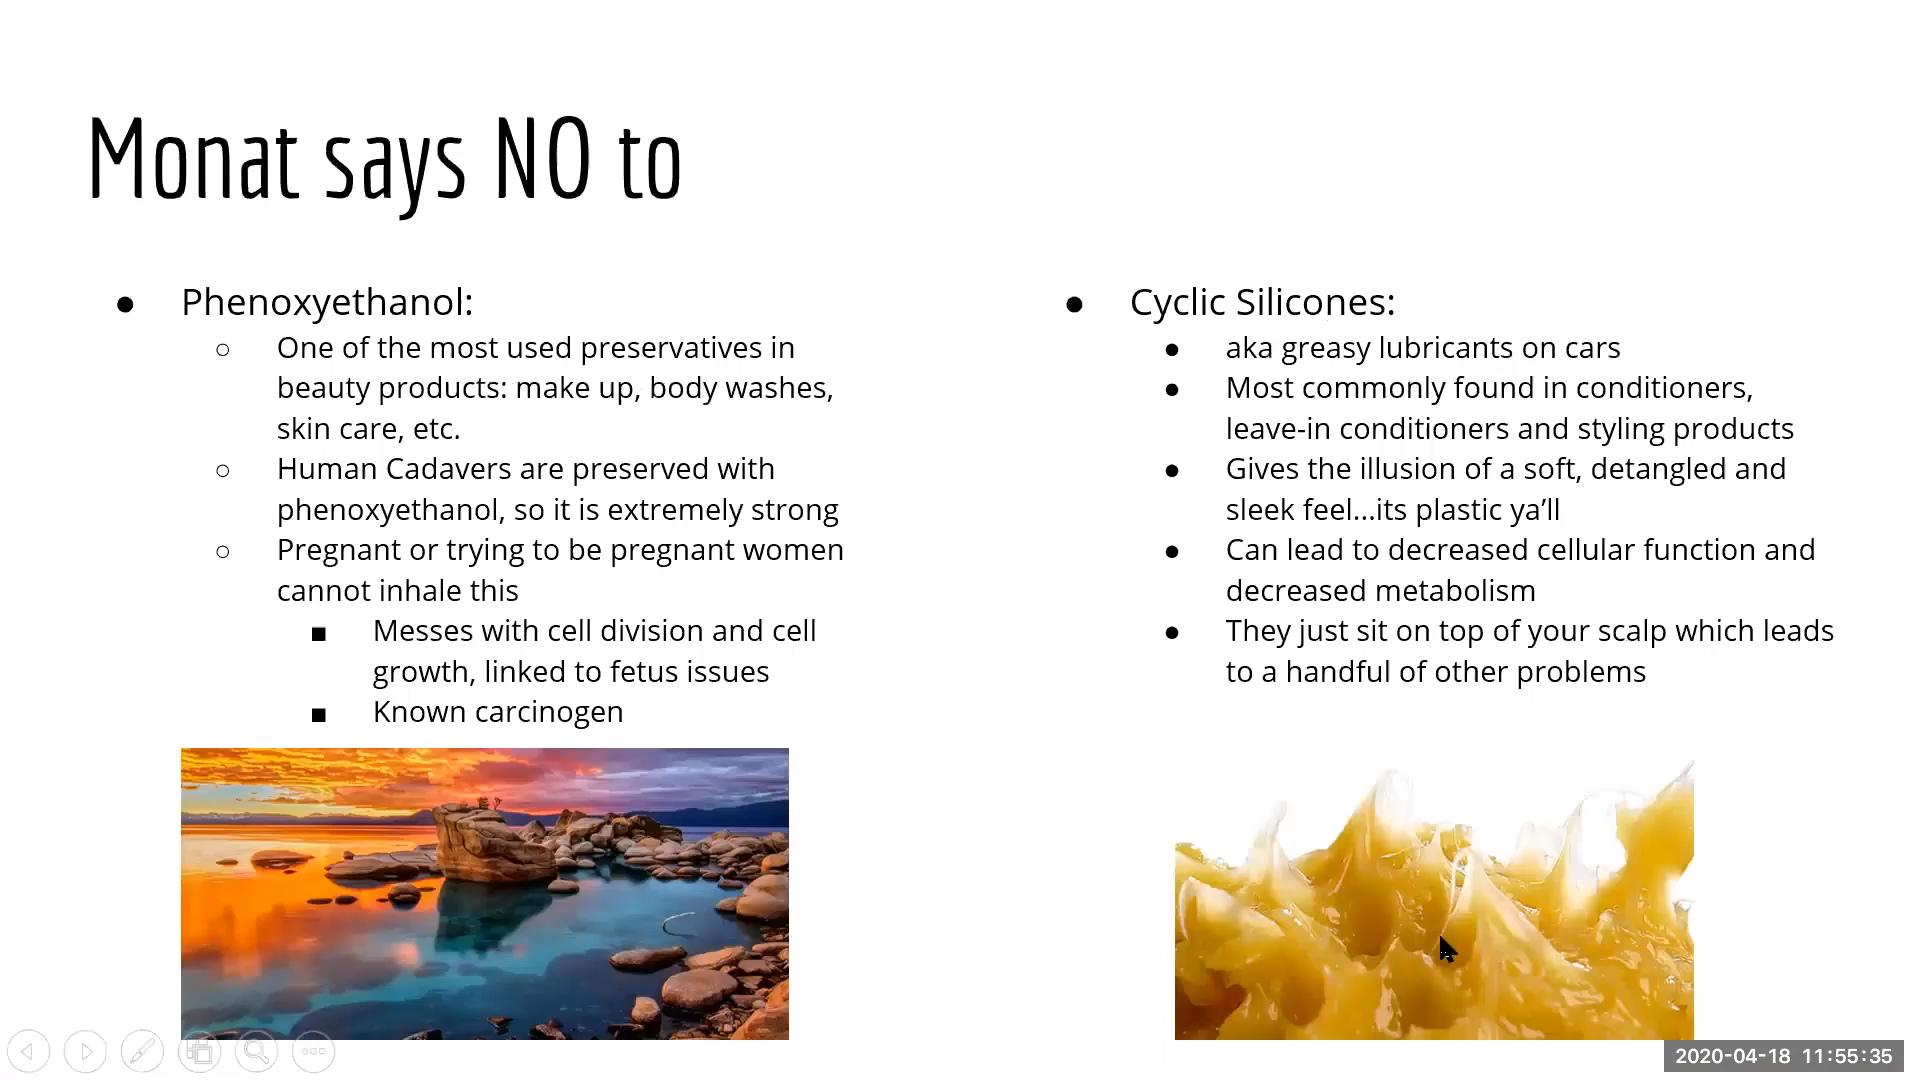 Monat says NO to
● Phenoxyethanol:
○ One of the most used preservatives in
beauty products: make up, body washes,
skin care, etc.
○ Human Cadavers are preserved with
phenoxyethanol, so it is extremely strong
○ Pregnant or trying to be pregnant women
cannot inhale this
■ Messes with cell division and cell
growth, linked to fetus issues
■ Known carcinogen
● Cyclic Silicones:
● aka greasy lubricants on cars
● Most commonly found in conditioners,
leave-in conditioners and styling products
● Gives the illusion of a soft, detangled and
sleek feel...its plastic ya’ll
● Can lead to decreased cellular function and
decreased metabolism
● They just sit on top of your scalp which leads
to a handful of other problems
2020-04-18 11:55:35